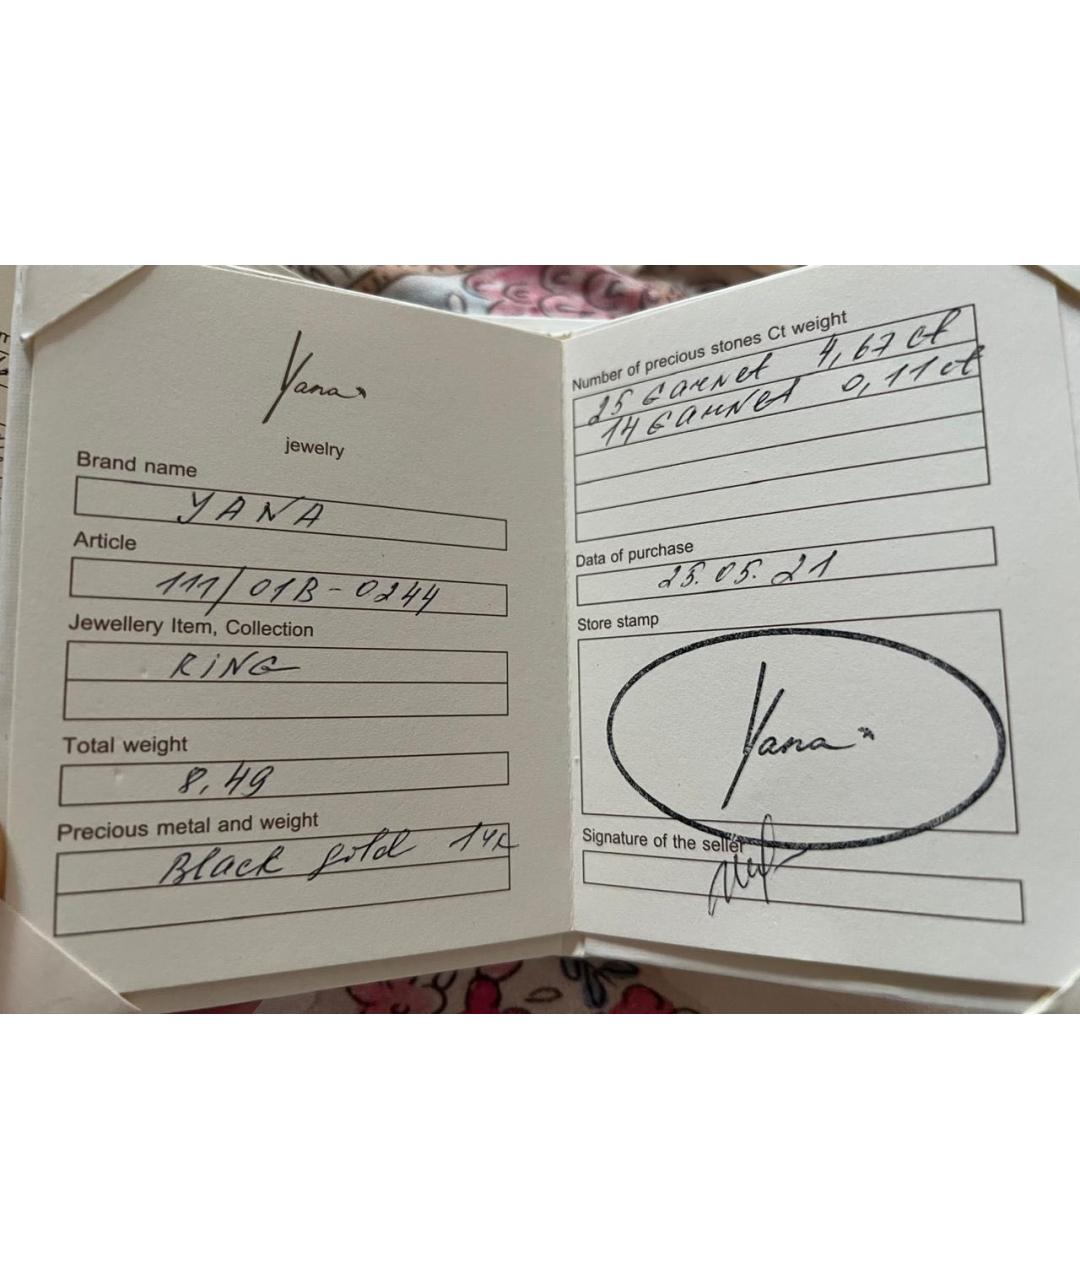 Yana
jewelry
Brand name
YANA
Article
111/01B-0244
Jewellery Item, Collection
RiNG
Total weight
8,49
Precious metal and weight
Black gold 14k
Number of precious stones Ct weight
25 GARNET 4,67 ct
14 GARNET 0,11 ct
Data of purchase
25.05.21
Store stamp
Yana
Signature of the seller